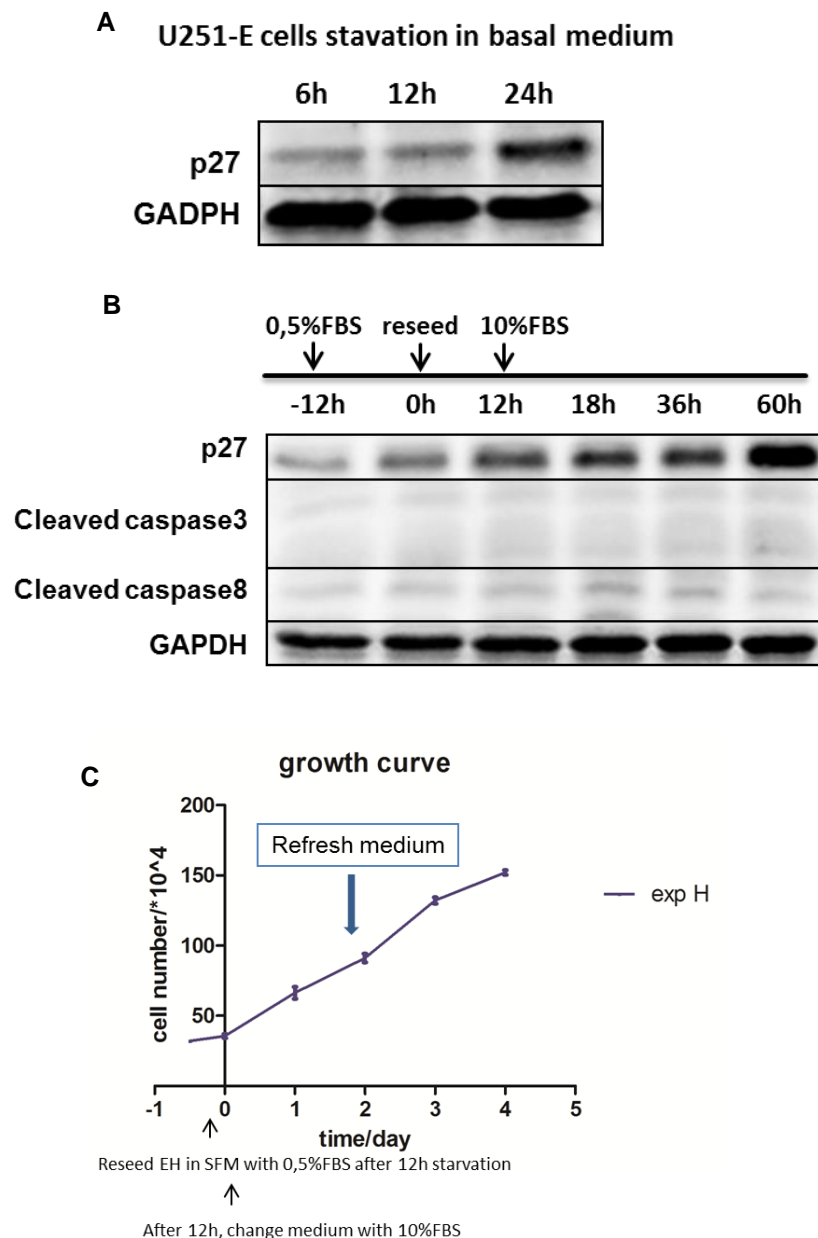 A
U251-E cells stavation in basal medium
6h 12h 24h
p27
GADPH
B
0,5%FBS reseed 10%FBS
-12h 0h 12h 18h 36h 60h
p27
Cleaved caspase3
Cleaved caspase8
GAPDH
C
growth curve
200
150
100
50
cell number/*10^4
Refresh medium
exp H
-1 0 1 2 3 4 5
time/day
Reseed EH in SFM with 0,5%FBS after 12h starvation
After 12h, change medium with 10%FBS